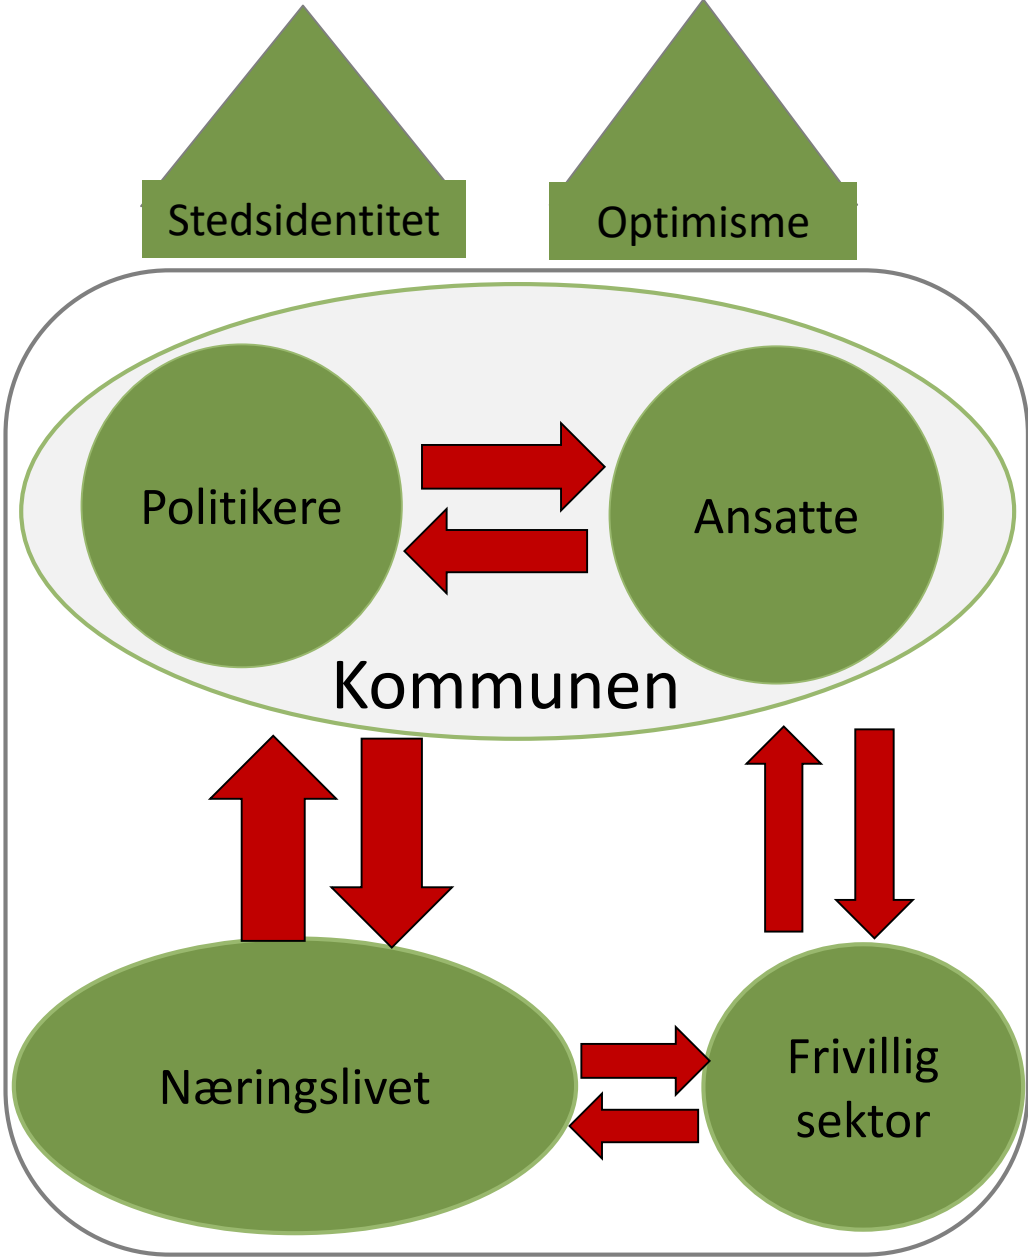 Stedsidentitet
Optimisme
Politikere
Ansatte
Kommunen
Næringslivet
Frivillig
sektor